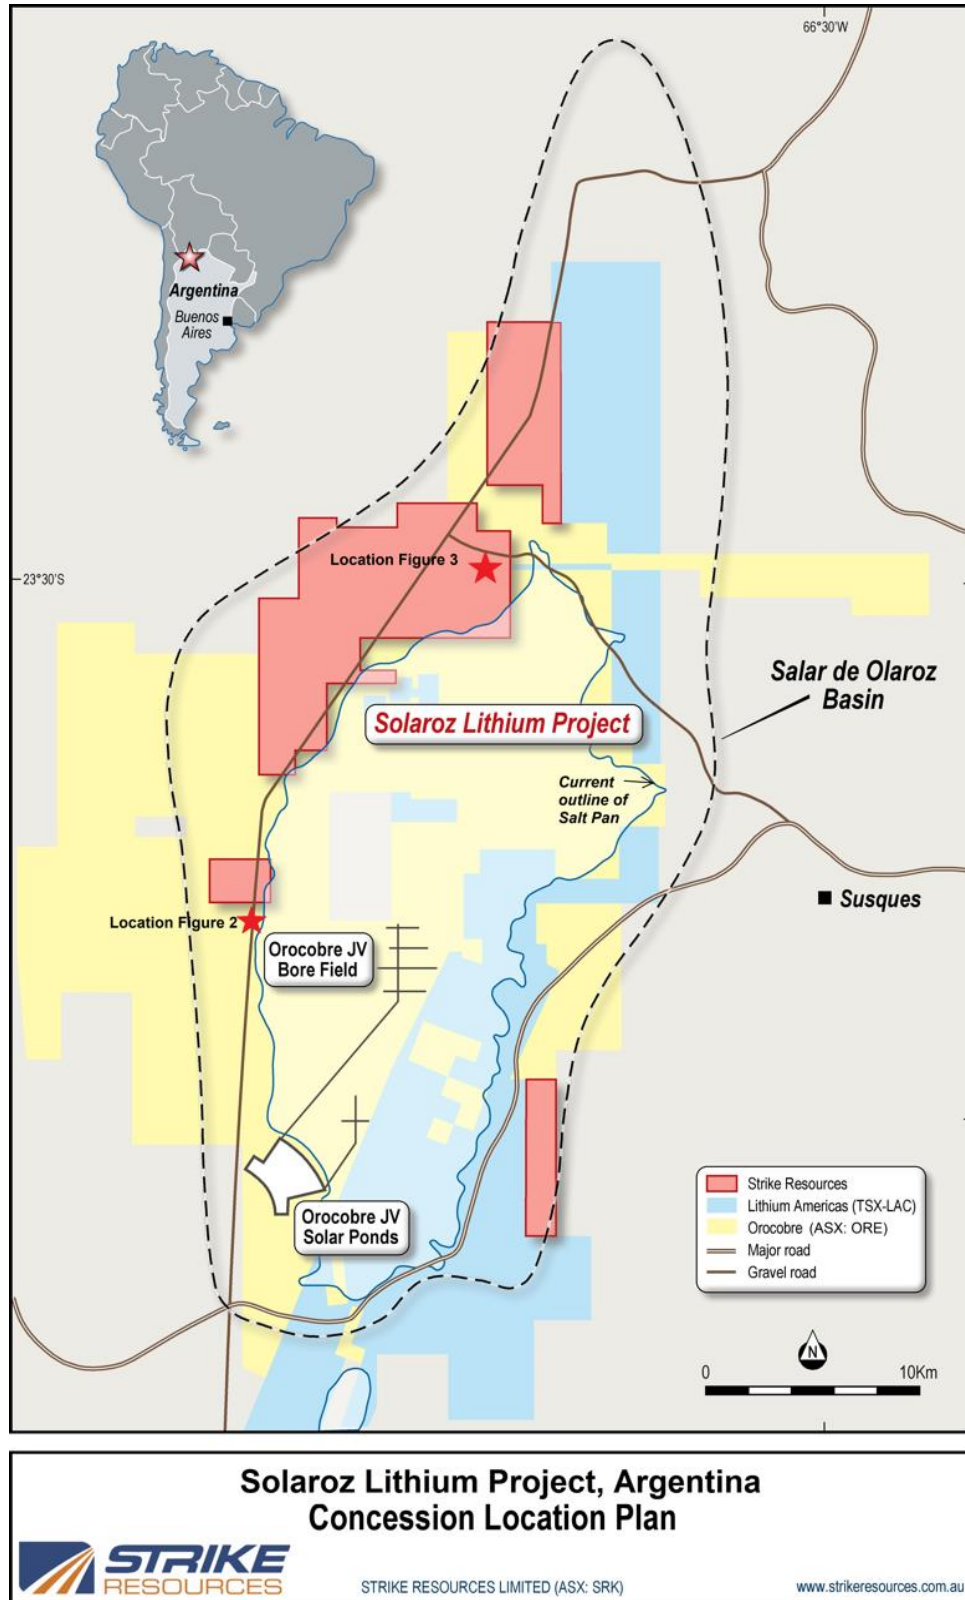 66°30'W
Argentina
Buenos
Aires
Location Figure 3
23°30'S
Salar de Olaroz
Basin
Solaroz Lithium Project
Current
outline of
Salt Pan
Susques
Location Figure 2
Orocobre JV
Bore Field
Orocobre JV
Solar Ponds
Strike Resources
Lithium Americas (TSX-LAC)
Orocobre (ASX: ORE)
Major road
Gravel road
N
0 10Km
Solaroz Lithium Project, Argentina
Concession Location Plan
STRIKE
RESOURCES
STRIKE RESOURCES LIMITED (ASX: SRK)
www.strikeresources.com.au